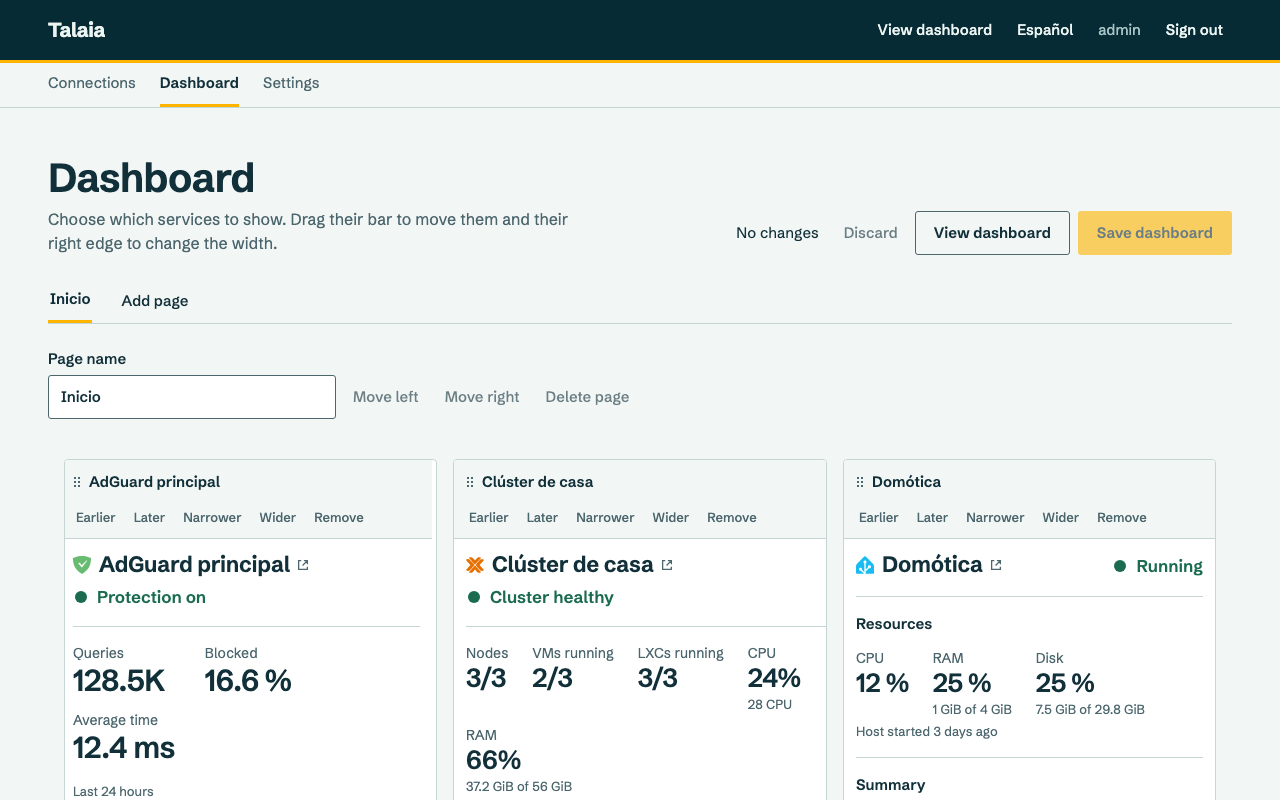 Talaia
View dashboard Español admin Sign out
Connections Dashboard Settings
Dashboard
Choose which services to show. Drag their bar to move them and their
right edge to change the width.
No changes Discard View dashboard Save dashboard
Inicio Add page
Page name
Inicio Move left Move right Delete page
AdGuard principal
Earlier Later Narrower Wider Remove
AdGuard principal
Protection on
Queries Blocked
128.5K 16.6 %
Average time
12.4 ms
Last 24 hours
Clúster de casa
Earlier Later Narrower Wider Remove
Clúster de casa
Cluster healthy
Nodes VMs running LXCs running CPU
3/3 2/3 3/3 24%
28 CPU
RAM
66%
37.2 GiB of 56 GiB
Domótica
Earlier Later Narrower Wider Remove
Domótica Running
Resources
CPU RAM Disk
12 % 25 % 25 %
1 GiB of 4 GiB 7.5 GiB of 29.8 GiB
Host started 3 days ago
Summary